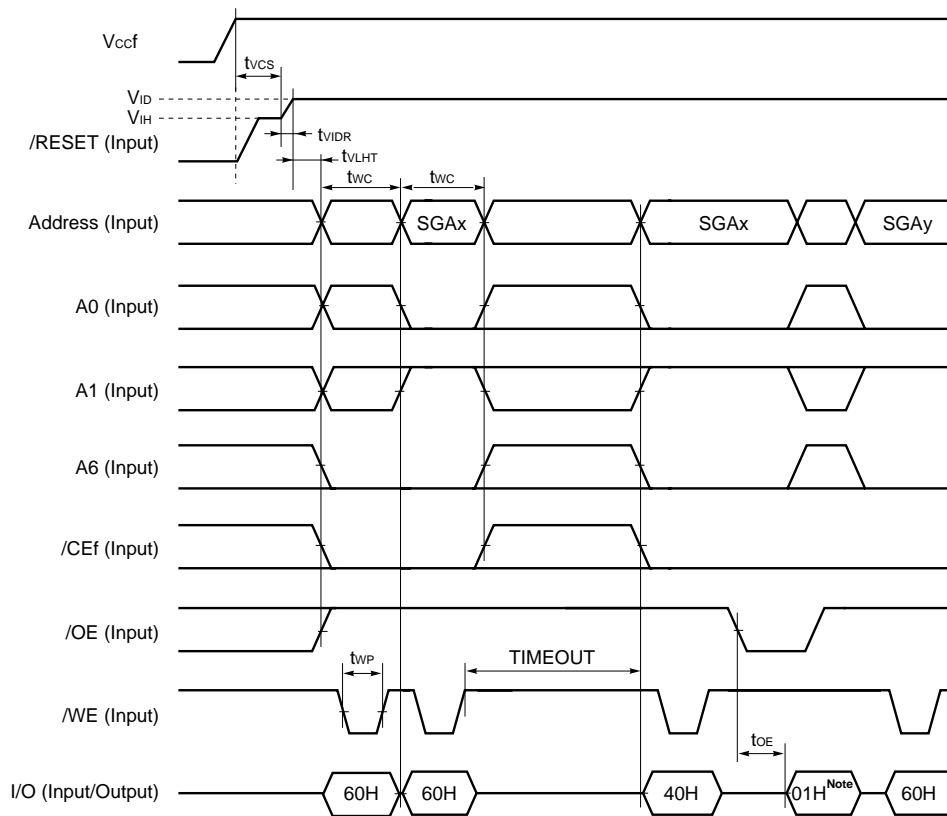 VCCf
tVCS
VID
VIH
/RESET (Input)
tVIDR
tVLHT
tWC
tWC
Address (Input)
SGAx
SGAx
SGAy
A0 (Input)
A1 (Input)
A6 (Input)
/CEf (Input)
/OE (Input)
tWP
TIMEOUT
/WE (Input)
tOE
I/O (Input/Output)
60H
60H
40H
01H Note
60H